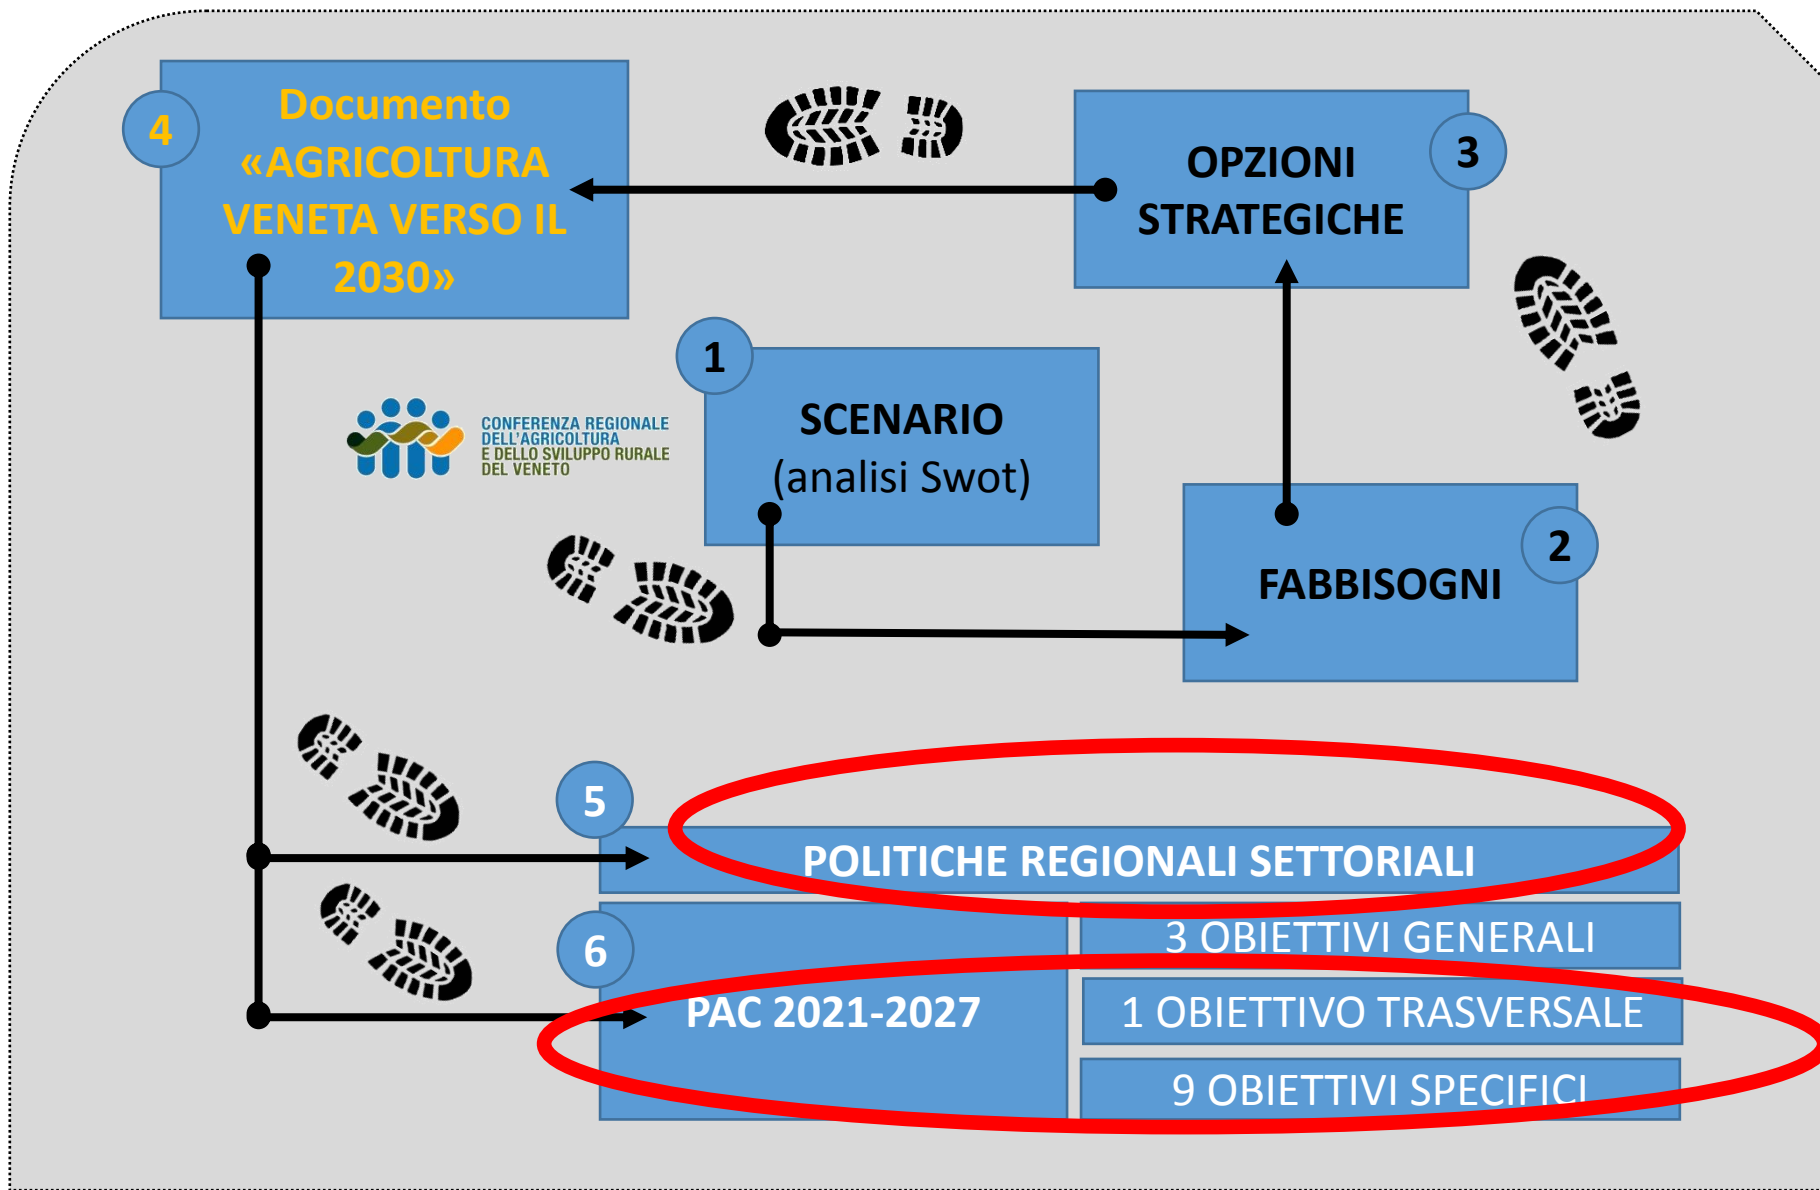 4
Documento
«AGRICOLTURA
VENETA VERSO IL
2030»
OPZIONI
STRATEGICHE
3
1
SCENARIO
(analisi Swot)
CONFERENZA REGIONALE
DELL'AGRICOLTURA
E DELLO SVILUPPO RURALE
DEL VENETO
2
FABBISOGNI
5
POLITICHE REGIONALI SETTORIALI
6
PAC 2021-2027
3 OBIETTIVI GENERALI
1 OBIETTIVO TRASVERSALE
9 OBIETTIVI SPECIFICI